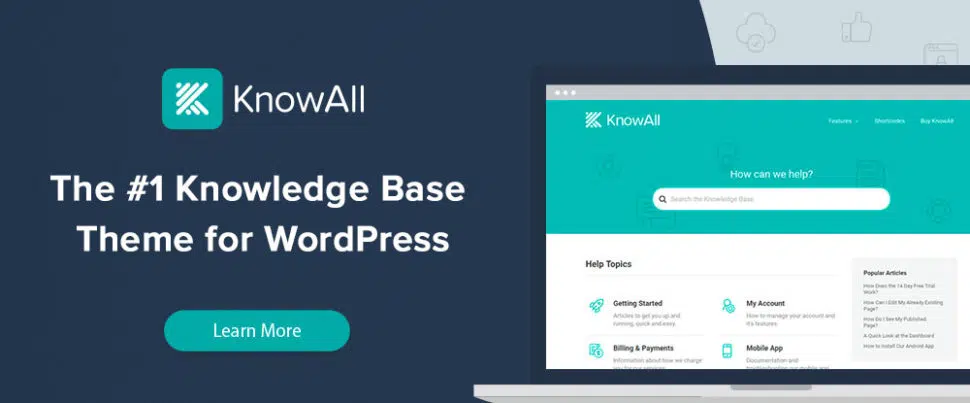 KnowAll
The #1 Knowledge Base
Theme for WordPress
Learn More
KnowAll
Features
Shortcodes
Buy KnowAll
How can we help?
Search the Knowledge Base
Help Topics
Getting Started
Articles to get you up and
running, quick and easy.
My Account
How to manage your account and
it's features.
Billing & Payments
Information about how we charge
you for our services
Mobile App
Documentation and
troubleshooting our mobile app
Popular Articles
How Does the 14 Day Free Trial
Work?
How Can I Edit My Already Existing
Page?
How Do I See My Published
Page?
A Quick Look at the Dashboard
How to Install Our Android App